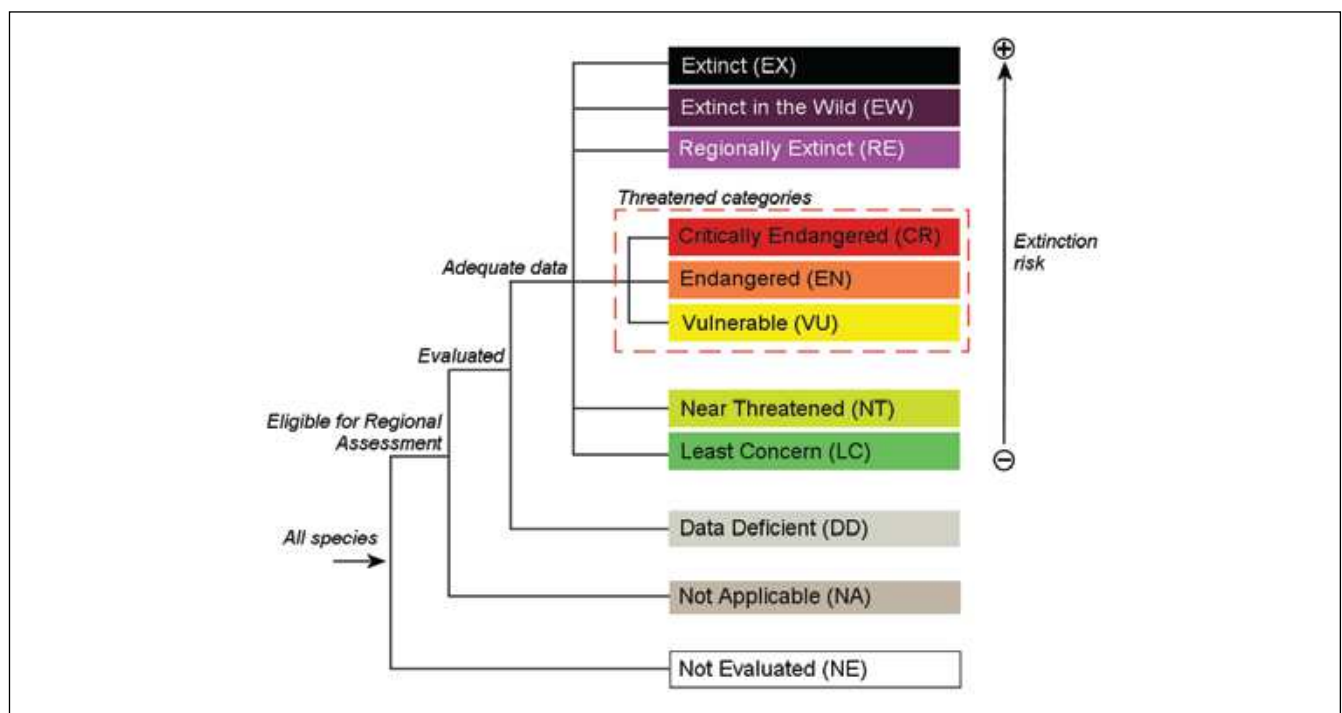 Extinct (EX)
Extinct in the Wild (EW)
Regionally Extinct (RE)
Threatened categories
Critically Endangered (CR)
Adequate data
Endangered (EN)
Extinction
risk
Vulnerable (VU)
Evaluated
Near Threatened (NT)
Eligible for Regional
Assessment
Least Concern (LC)
Data Deficient (DD)
All species
Not Applicable (NA)
Not Evaluated (NE)